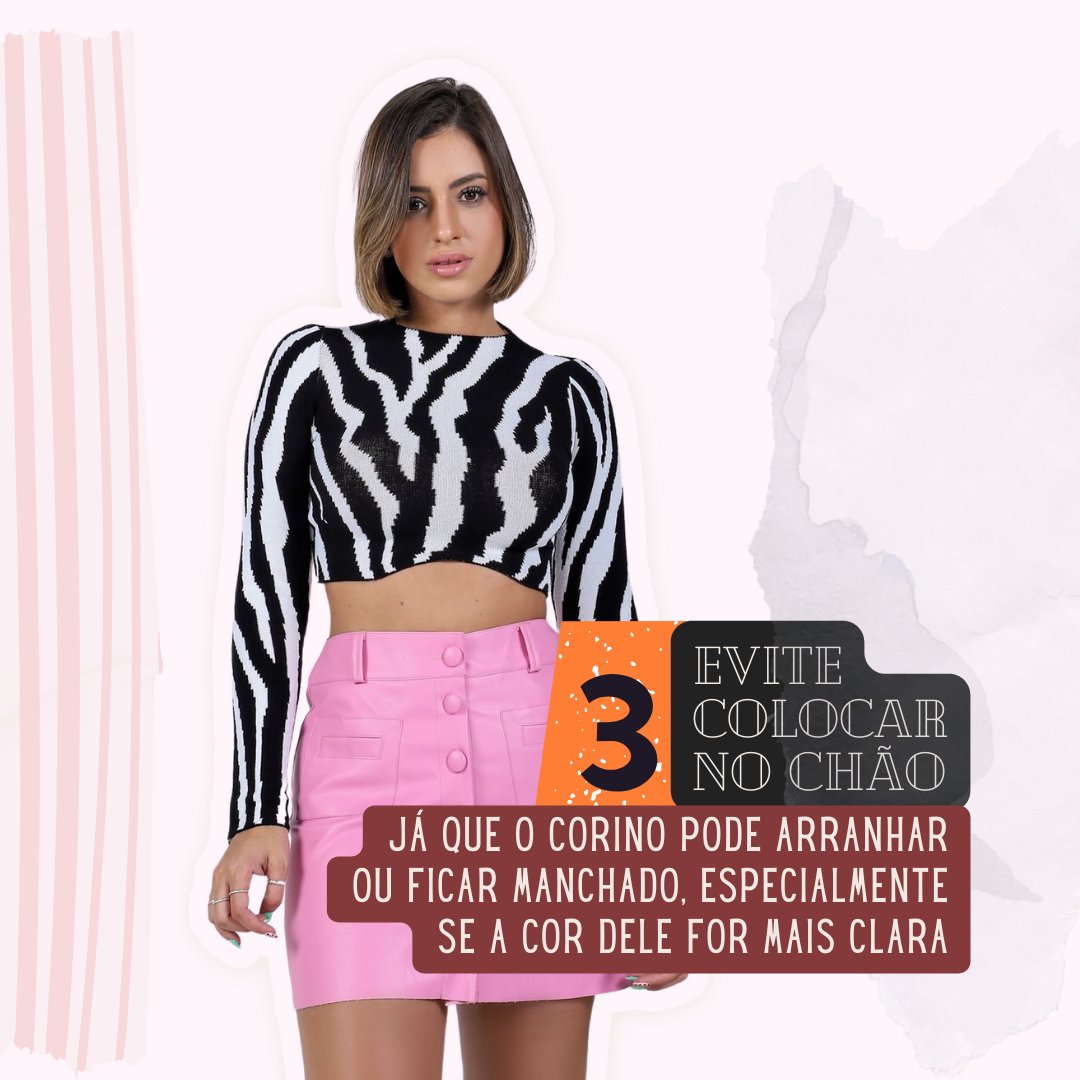 3
EVITE
COLOCAR
NO CHÃO
JÁ QUE O CORINO PODE ARRANHAR
OU FICAR MANCHADO, ESPECIALMENTE
SE A COR DELE FOR MAIS CLARA